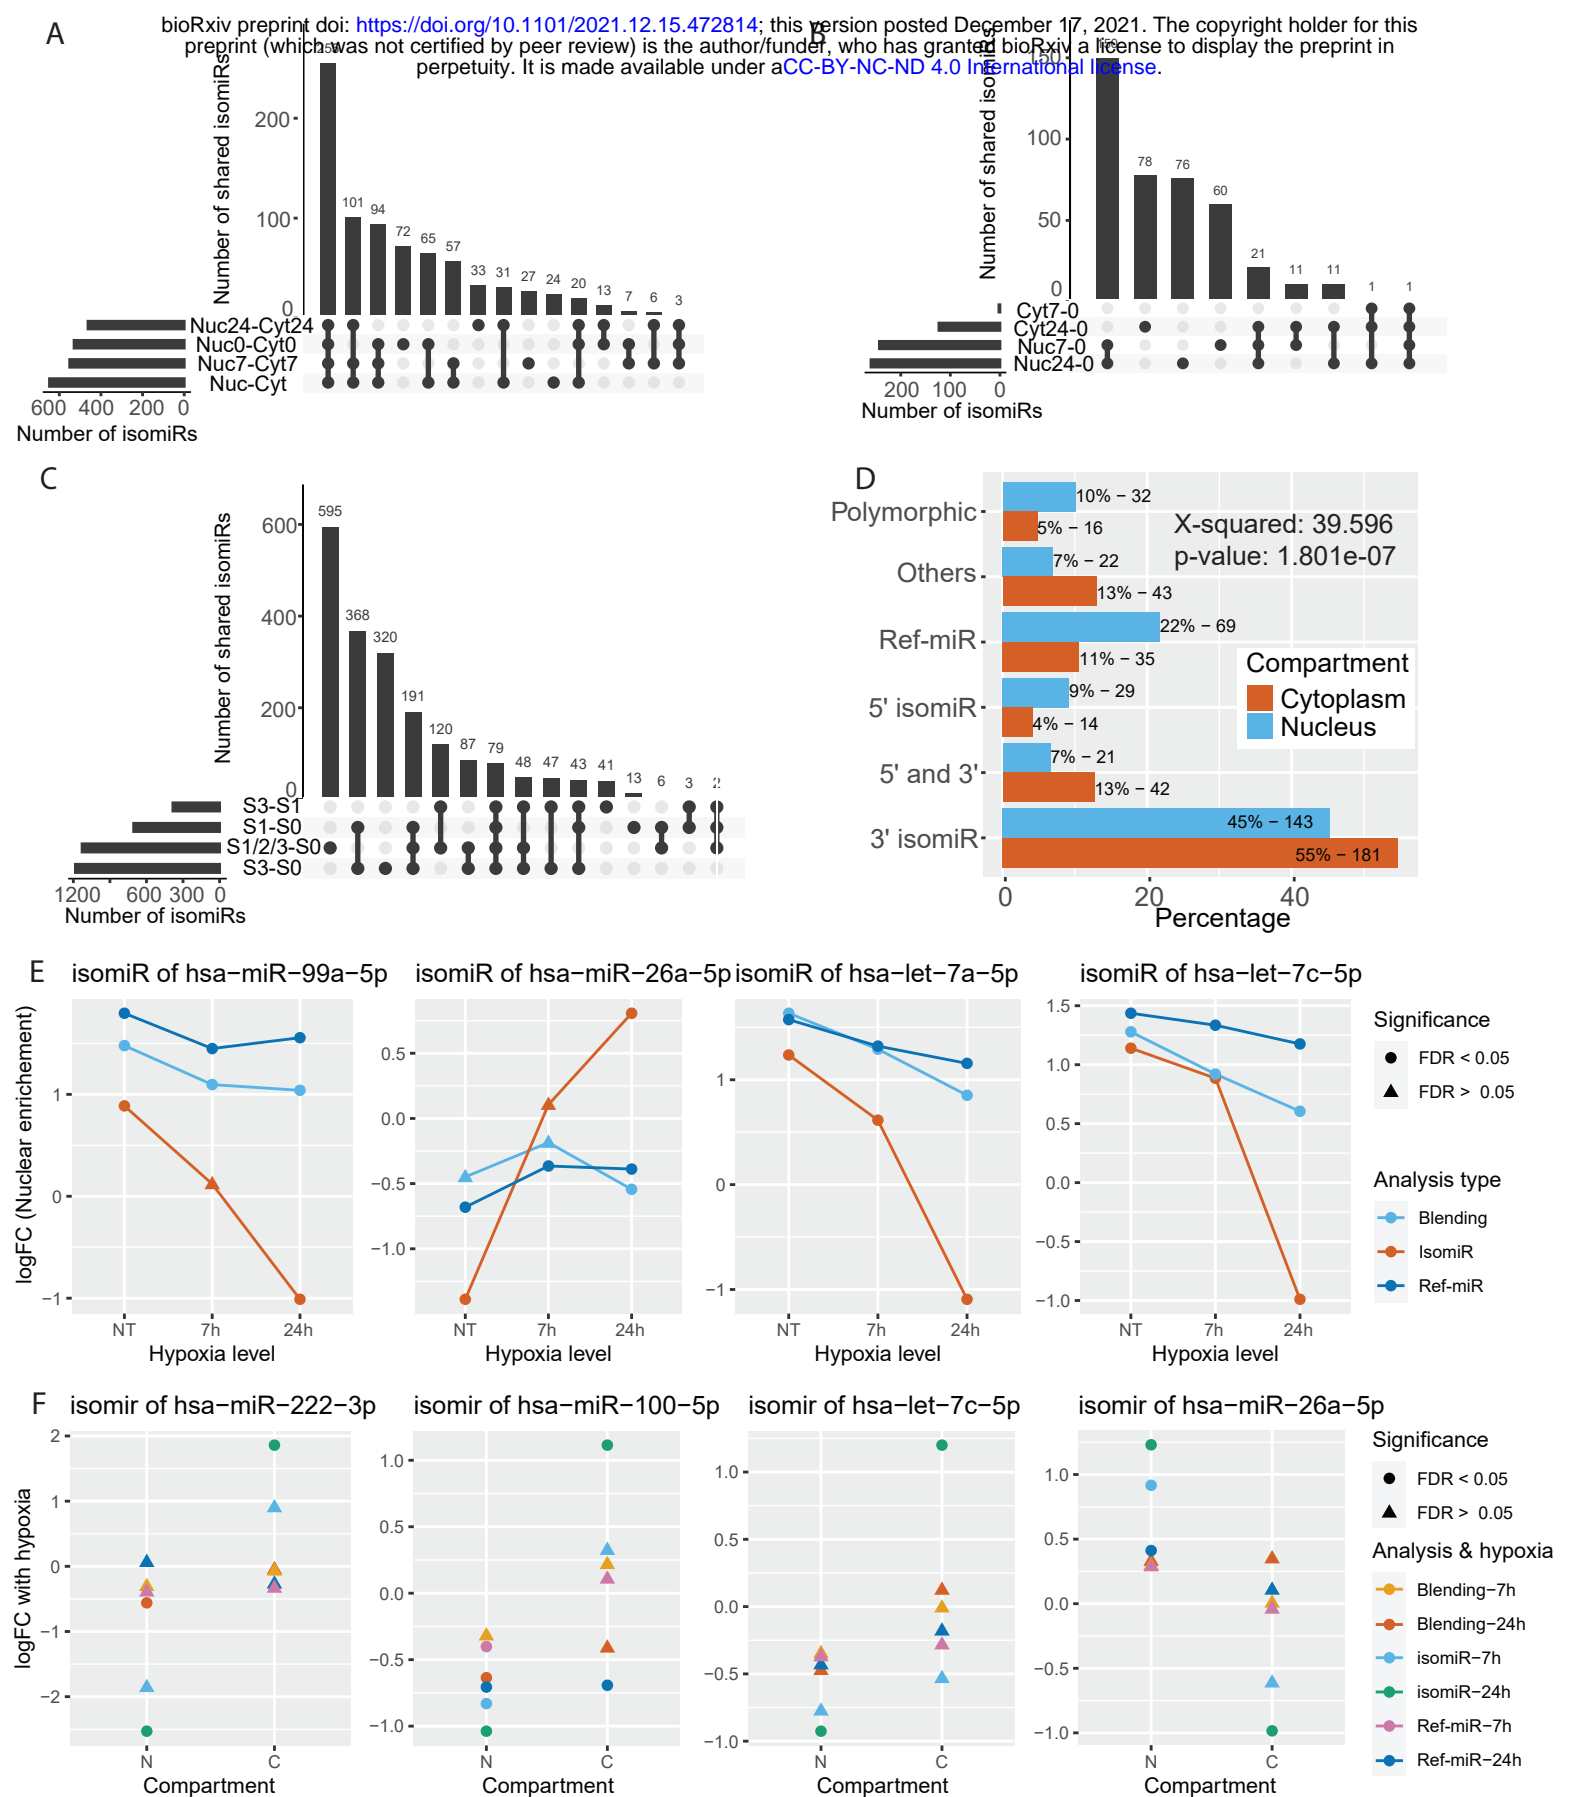 bioRxiv preprint doi: https://doi.org/10.1101/2021.12.15.472814; this version posted December 17, 2021. The copyright holder for this
preprint (which was not certified by peer review) is the author/funder, who has granted bioRxiv a license to display the preprint in
perpetuity. It is made available under aCC-BY-NC-ND 4.0 International license.
A
Number of shared isomiRs
200
100
0
101
94
72
65
57
33
31
27
24
20
13
7
6
3
Nuc24-Cyt24
Nuc0-Cyt0
Nuc7-Cyt7
Nuc-Cyt
600 400 200 0
Number of isomiRs
B
Number of shared isomiRs
150
100
50
0
150
78
76
60
21
11
11
1
1
Cyt7-0
Cyt24-0
Nuc7-0
Nuc24-0
200 100 0
Number of isomiRs
C
Number of shared isomiRs
600
400
200
0
595
368
320
191
120
87
79
48
47
43
41
13
6
3
2
S3-S1
S1-S0
S1/2/3-S0
S3-S0
1200 600 300 0
Number of isomiRs
D
Polymorphic
Others
Ref-miR
5' isomiR
5' and 3'
3' isomiR
10% − 32
5% − 16
7% − 22
13% − 43
22% − 69
11% − 35
9% − 29
4% − 14
7% − 21
13% − 42
45% − 143
55% − 181
X-squared: 39.596
p-value: 1.801e-07
Compartment
Cytoplasm
Nucleus
0 20 40
Percentage
E
isomiR of hsa−miR−99a−5p
isomiR of hsa−miR−26a−5p
isomiR of hsa−let−7a−5p
isomiR of hsa−let−7c−5p
logFC (Nuclear enrichement)
1
0
−1
NT 7h 24h
Hypoxia level
0.5
0.0
−0.5
−1.0
NT 7h 24h
Hypoxia level
1
0
−1
NT 7h 24h
Hypoxia level
1.5
1.0
0.5
0.0
−0.5
−1.0
NT 7h 24h
Hypoxia level
Significance
FDR < 0.05
FDR > 0.05
Analysis type
Blending
IsomiR
Ref−miR
F
isomir of hsa−miR−222−3p
isomir of hsa−miR−100−5p
isomir of hsa−let−7c−5p
isomir of hsa−miR−26a−5p
logFC with hypoxia
2
1
0
−1
−2
N C
Compartment
1.0
0.5
0.0
−0.5
−1.0
N C
Compartment
1.0
0.5
0.0
−0.5
−1.0
N C
Compartment
1.0
0.5
0.0
−0.5
−1.0
N C
Compartment
Significance
FDR < 0.05
FDR > 0.05
Analysis & hypoxia
Blending−7h
Blending−24h
isomiR−7h
isomiR−24h
Ref−miR−7h
Ref−miR−24h